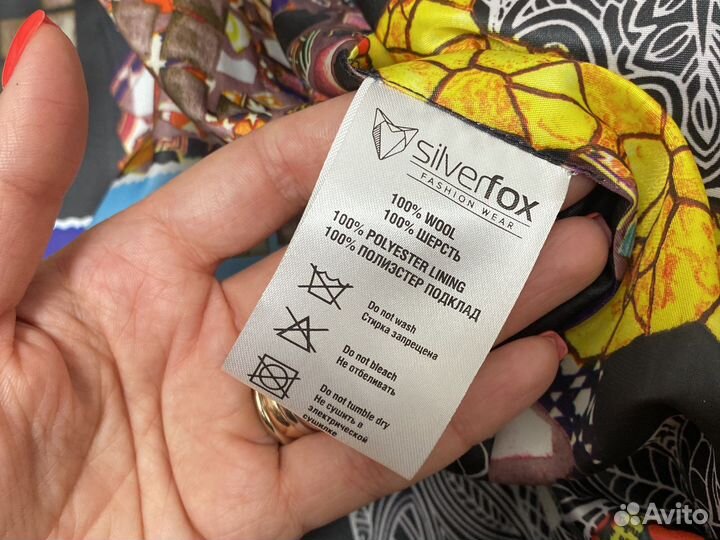 silverfox
FASHION WEAR
100% WOOL
100% ШЕРСТЬ
100% POLYESTER LINING
100% ПОЛИЭСТЕР ПОДКЛАД
Do not wash
Стирка запрещена
Do not bleach
Не отбеливать
Do not tumble dry
Не сушить в
электрической
сушилке
Avito